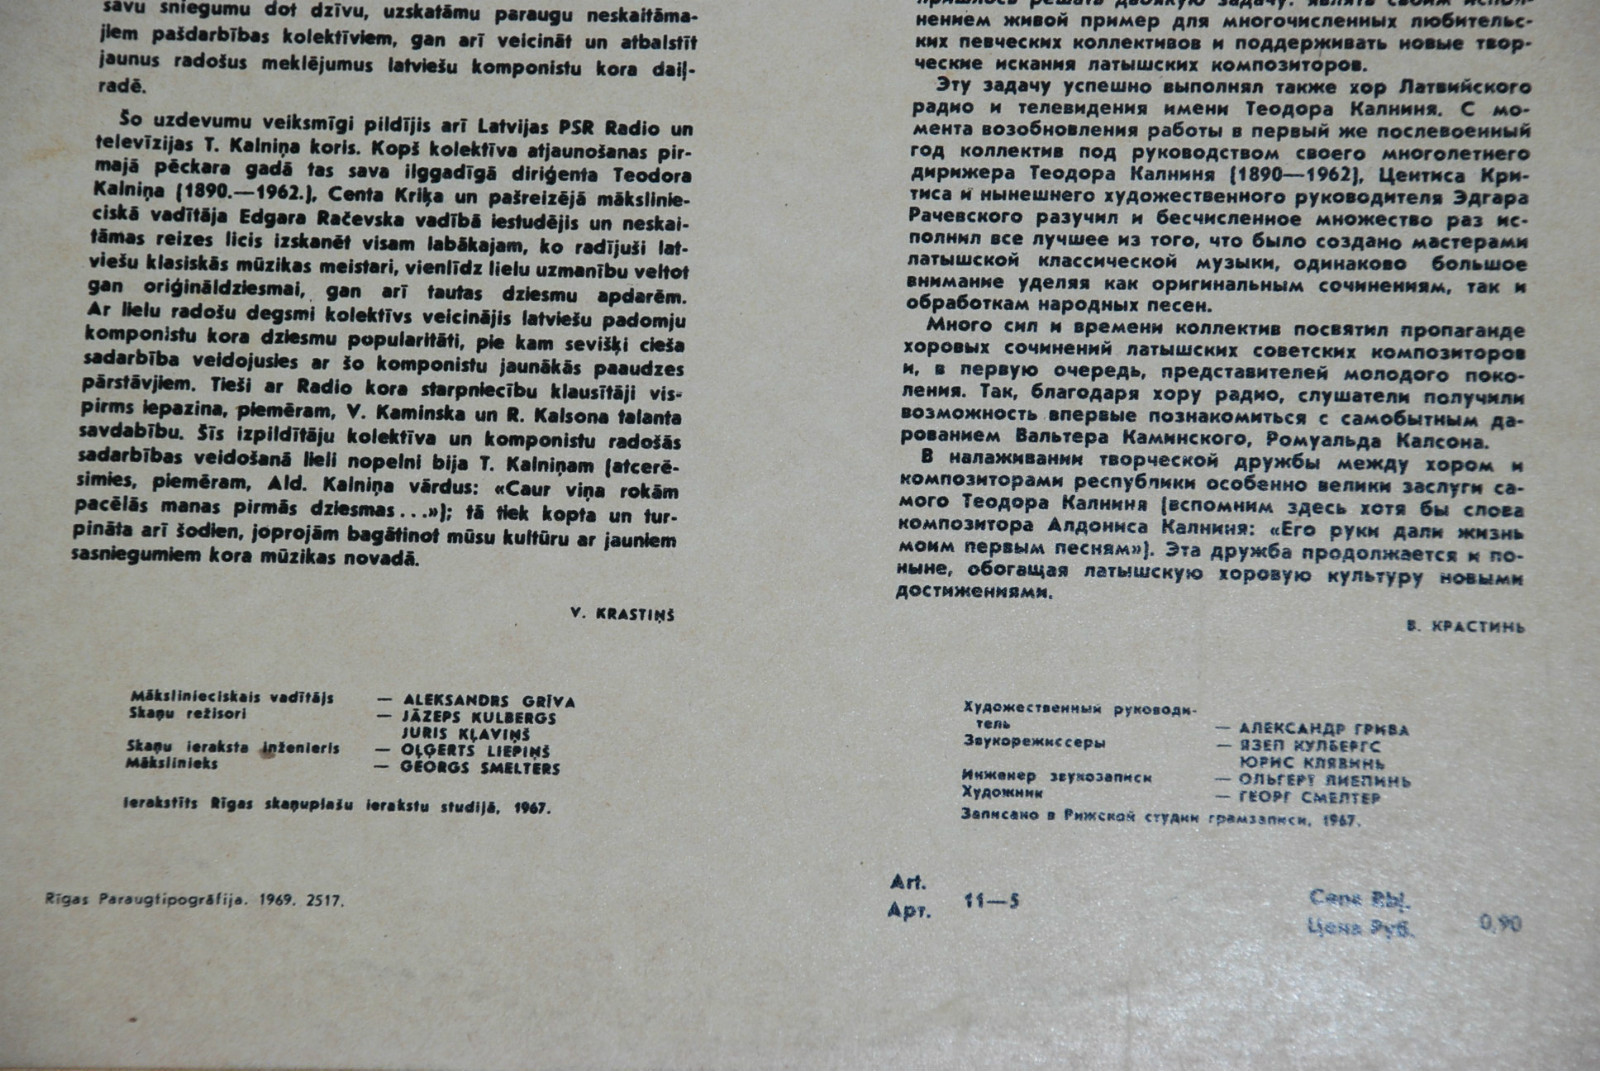 savu sniegumu dot dzīvu, uzskatāmu paraugu neskaitāma-
jiem pašdarbības kolektīviem, gan arī veicināt un atbalstīt
jaunus radošus meklējumus latviešu komponistu kora daiļ-
radē.
Šo uzdevumu veiksmīgi pildījis arī Latvijas PSR Radio un
televīzijas T. Kalniņa koris. Kopš kolektīva atjaunošanas pir-
majā pēckara gadā tas sava ilggadīgā diriģenta Teodora
Kalniņa (1890.—1962.), Centa Kriķa un pašreizējā mākslinie-
ciskā vadītāja Edgara Račevska vadībā iestudējis un neskai-
tāmas reizes licis izskanēt visam labākajam, ko radījuši lat-
viešu klasiskās mūzikas meistari, vienlīdz lielu uzmanību veltot
gan oriģināldziesmai, gan arī tautas dziesmu apdarēm.
Ar lielu radošu degsmi kolektīvs veicinājis latviešu padomju
komponistu kora dziesmu popularitāti, pie kam sevišķi cieša
sadarbība veidojusies ar šo komponistu jaunākās paaudzes
pārstāvjiem. Tieši ar Radio kora starpniecību klausītāji vis-
pirms iepazina, piemēram, V. Kaminska un R. Kalsona talanta
savdabību. Šīs izpildītāju kolektīva un komponistu radošās
sadarbības veidošanā lieli nopelni bija T. Kalniņam (atcerē-
simies, piemēram, Ald. Kalniņa vārdus: «Caur viņa rokām
pacēlās manas pirmās dziesmas...»); tā tiek kopta un tur-
pināta arī šodien, joprojām bagātinot mūsu kultūru ar jauniem
sasniegumiem kora mūzikas novadā.
V. KRASTIŅŠ
Mākslinieciskais vadītājs — ALEKSANDRS GRĪVA
Skaņu režisori — JĀZEPS KULBERGS
JURIS KĻAVIŅŠ
Skaņu ieraksta inženieris — OĻĢERTS LIEPIŅŠ
Mākslinieks — GEORGS SMELTERS
Ierakstīts Rīgas skaņuplašu ierakstu studijā, 1967.
Rīgas Paraugtipogrāfija. 1969. 2517.
пришлось решать двоякую задачу: являть своим испол-
нением живой пример для многочисленных любительс-
ких певческих коллективов и поддерживать новые твор-
ческие искания латышских композиторов.
Эту задачу успешно выполнял также хор Латвийского
радио и телевидения имени Теодора Калниня. С мо-
мента возобновления работы в первый же послевоенный
год коллектив под руководством своего многолетнего
дирижера Теодора Калниня (1890—1962), Центиса Кри-
тиса и нынешнего художественного руководителя Эдгара
Рачевского разучил и бесчисленное множество раз ис-
полнил все лучшее из того, что было создано мастерами
латышской классической музыки, одинаково большое
внимание уделяя как оригинальным сочинениям, так и
обработкам народных песен.
Много сил и времени коллектив посвятил пропаганде
хоровых сочинений латышских советских композиторов
и, в первую очередь, представителей молодого поко-
ления. Так, благодаря хору радио, слушатели получили
возможность впервые познакомиться с самобытным да-
рованием Вальтера Каминского, Ромуальда Калсона.
В налаживании творческой дружбы между хором и
композиторами республики особенно велики заслуги са-
мого Теодора Калниня (вспомним здесь хотя бы слова
композитора Алдониса Калниня: «Его руки дали жизнь
моим первым песням»). Эта дружба продолжается и по-
ныне, обогащая латышскую хоровую культуру новыми
достижениями.
В. КРАСТИНЬ
Художественный руководи-
тель — АЛЕКСАНДР ГРИВА
Звукорежиссеры — ЯЗЕП КУЛБЕРГС
ЮРИС КЛЯВИНЬ
Инженер звукозаписи — ОЛЬГЕРТ ЛИЕПИНЬ
Художник — ГЕОРГ СМЕЛТЕР
Записано в Рижской студии грамзаписи, 1967.
Art.
Арт. 11—5
Cena Rbļ.
Цена Руб. 0,90